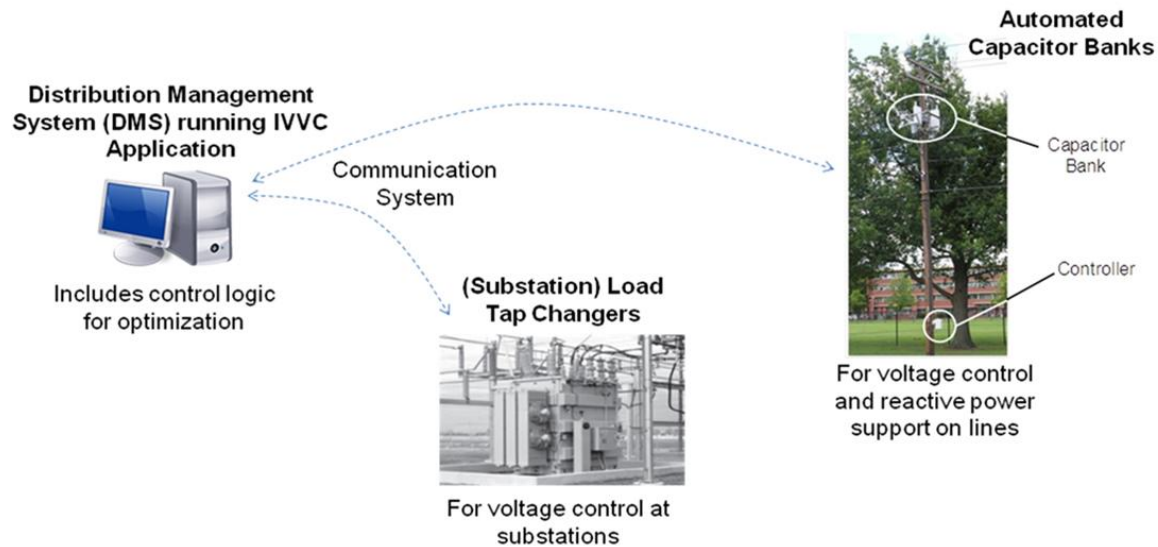 Automated
Capacitor Banks
Distribution Management
System (DMS) running IVVC
Application
Communication
System
Capacitor
Bank
Includes control logic
for optimization
(Substation) Load
Tap Changers
Controller
For voltage control
and reactive power
support on lines
For voltage control at
substations